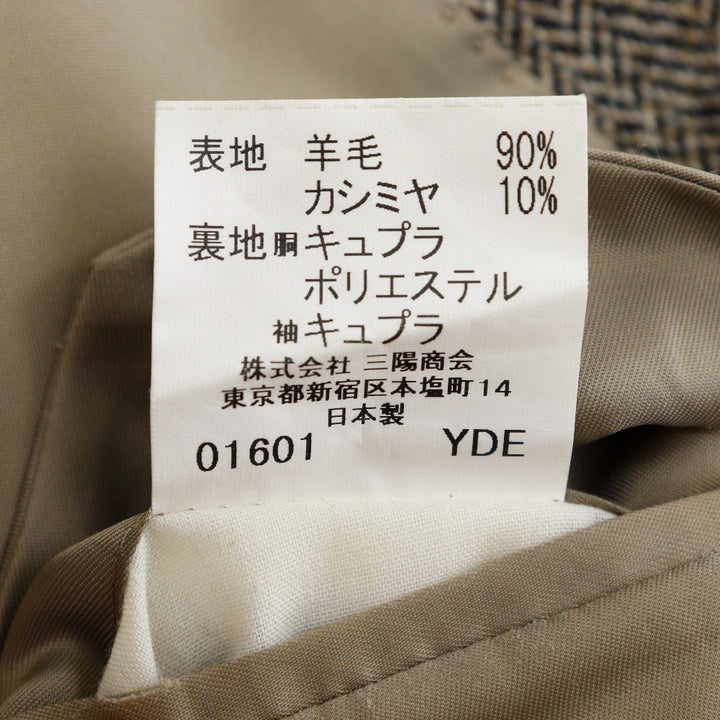 表地 羊毛 90%
カシミヤ 10%
裏地 胴 キュプラ
ポリエステル
袖 キュプラ
株式会社 三陽商会
東京都新宿区本塩町14
日本製
01601 YDE